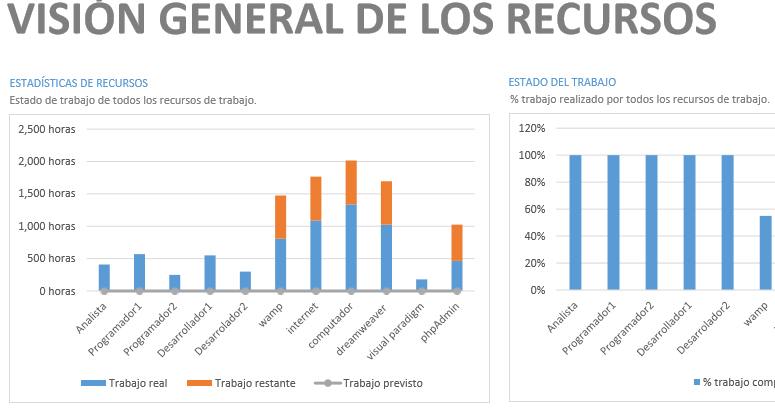 VISIÓN GENERAL DE LOS RECURSOS
ESTADÍSTICAS DE RECURSOS
Estado de trabajo de todos los recursos de trabajo.
2,500 horas
2,000 horas
1,500 horas
1,000 horas
500 horas
0 horas
Analista
Programador1
Programador2
Desarrollador1
Desarrolador2
wamp
internet
computador
dreamweaver
visual paradigm
phpAdmin
Trabajo real
Trabajo restante
Trabajo previsto
ESTADO DEL TRABAJO
% trabajo realizado por todos los recursos de trabajo.
120%
100%
80%
60%
40%
20%
0%
Analista
Programador1
Programador2
Desarrollador1
Desarrolador2
wamp
% trabajo comp